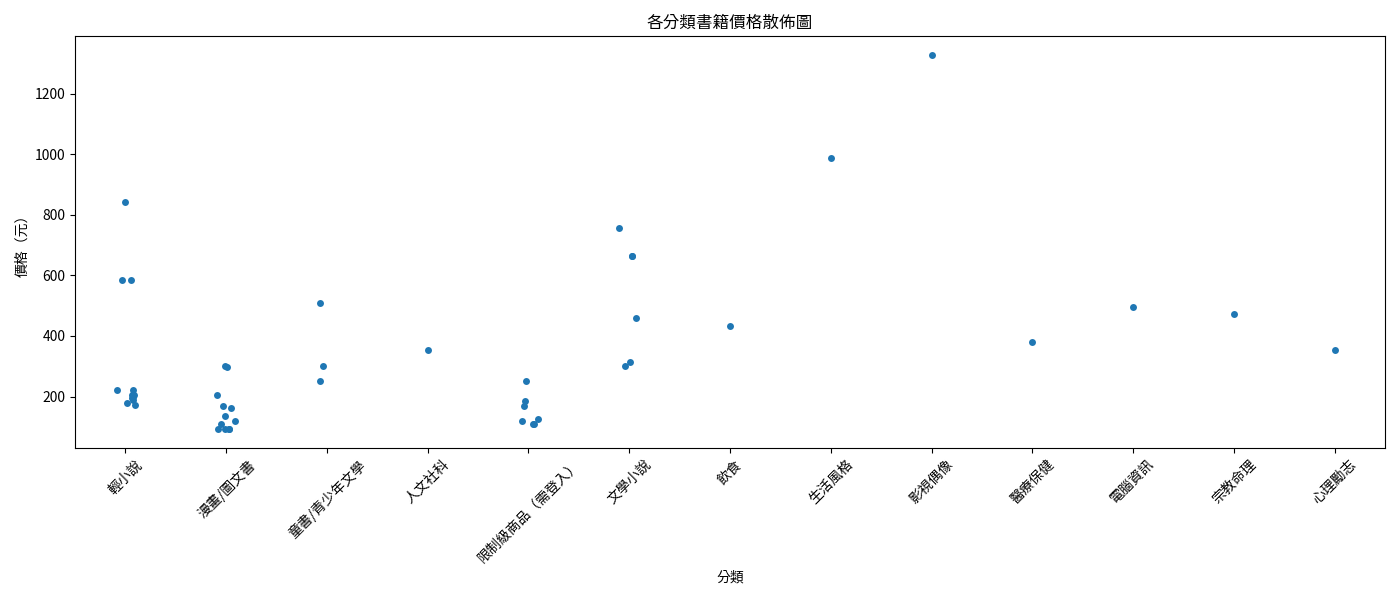 各分類書籍價格散佈圖
價格（元）
1200
1000
800
600
400
200
輕小說
漫畫/圖文書
童書/青少年文學
人文社科
限制級商品（需登入）
文學小說
飲食
生活風格
影視偶像
醫療保健
電腦資訊
宗教命理
心理勵志
分類